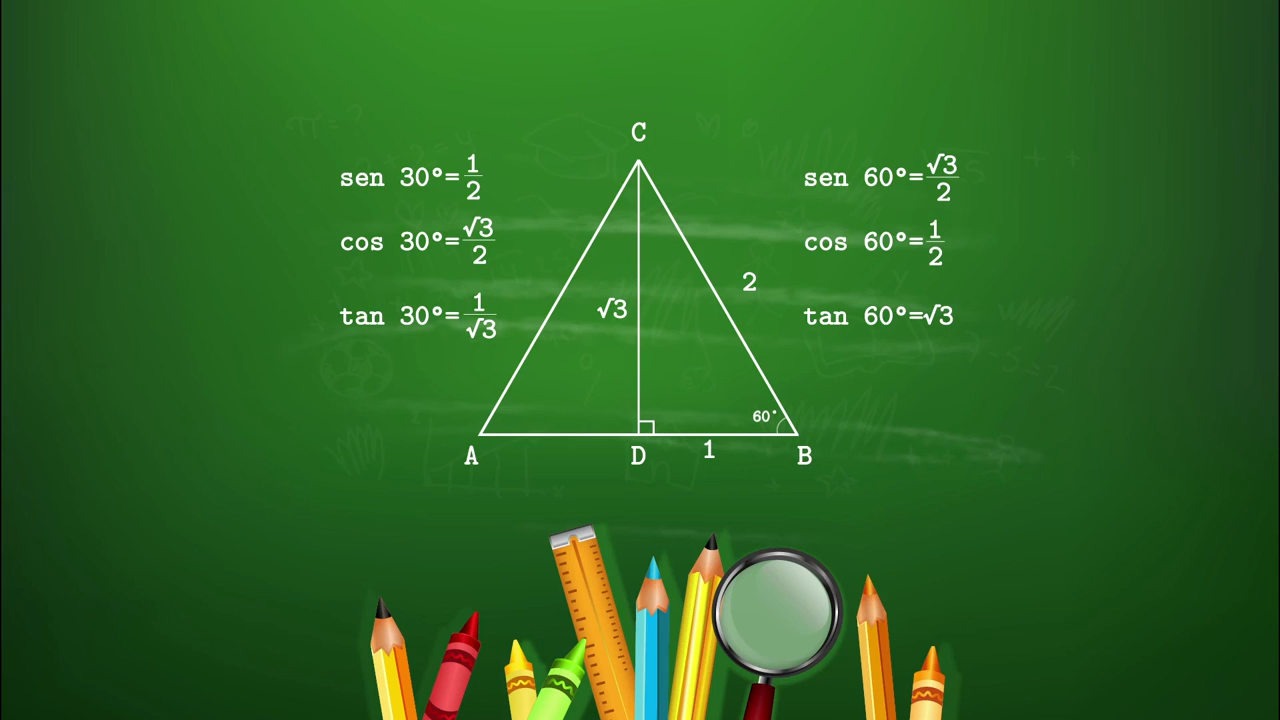 C
sen 30°=1/2
cos 30°=√3/2
tan 30°=1/√3
√3
2
60°
A
D
1
B
sen 60°=√3/2
cos 60°=1/2
tan 60°=√3